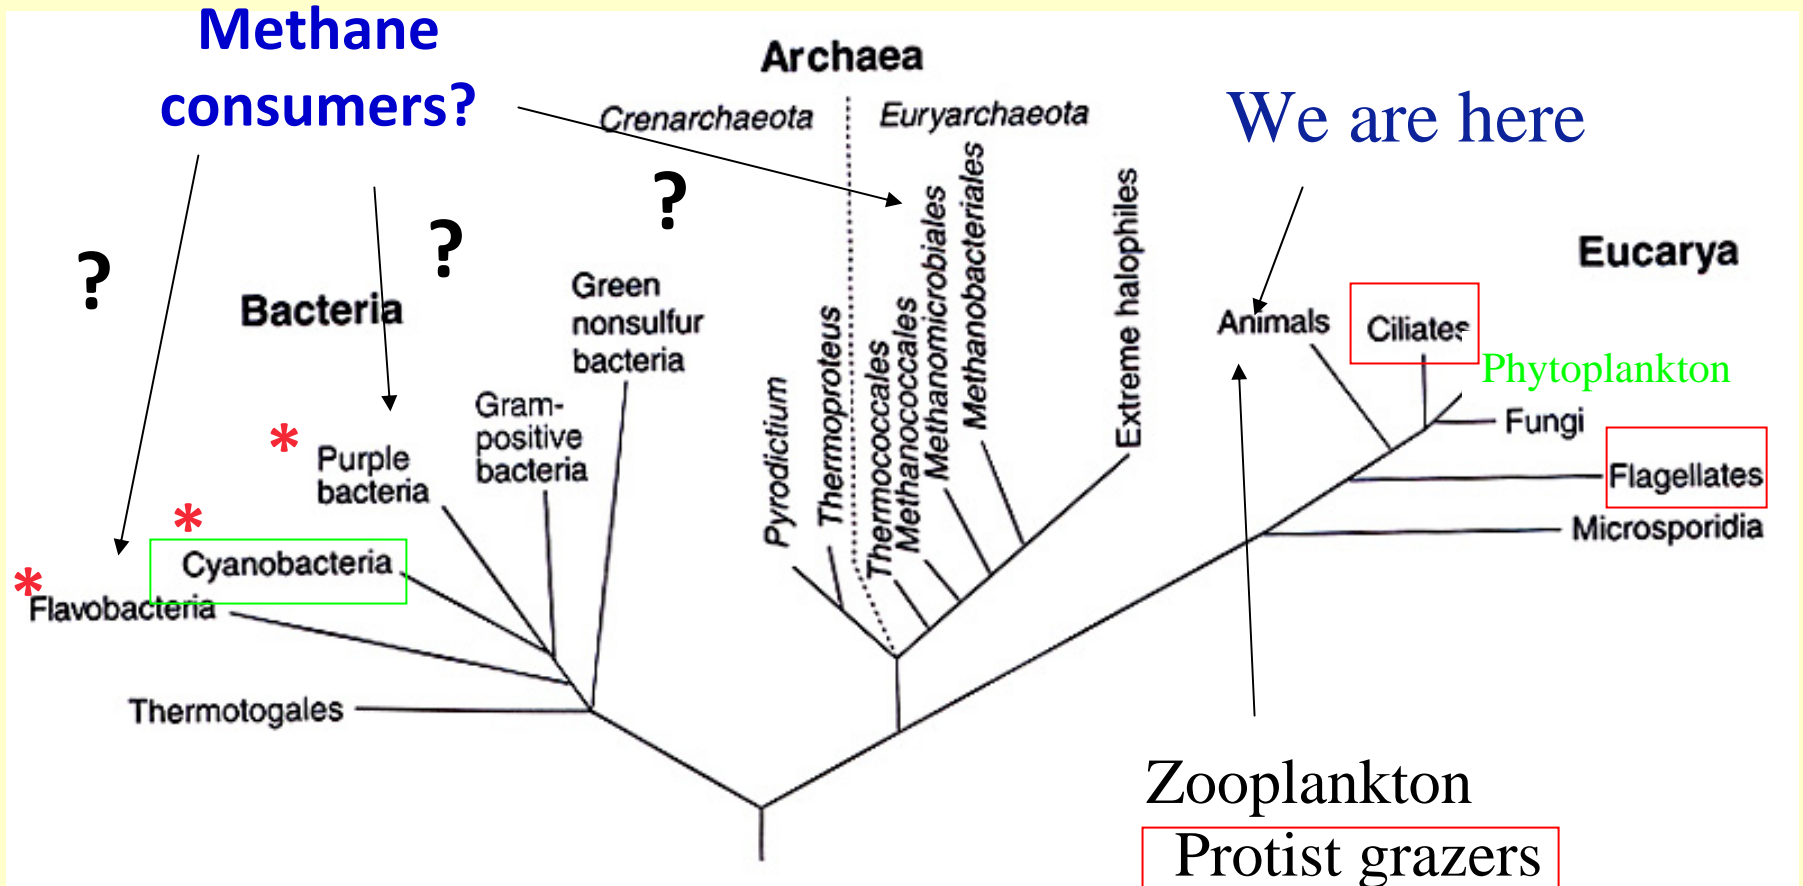 Methane
consumers?
Archaea
Crenarchaeota
Euryarchaeota
We are here
?
?
?
Bacteria
Eucarya
Green
nonsulfur
bacteria
Gram-
positive
bacteria
*
Purple
bacteria
*
Cyanobacteria
*
Flavobacteria
Thermotogales
Pyrodictium
Thermoproteus
Thermococcales
Methanococcales
Methanomicrobiales
Methanobacteriales
Extreme halophiles
Animals
Ciliates
Phytoplankton
Fungi
Flagellates
Microsporidia
Zooplankton
Protist grazers